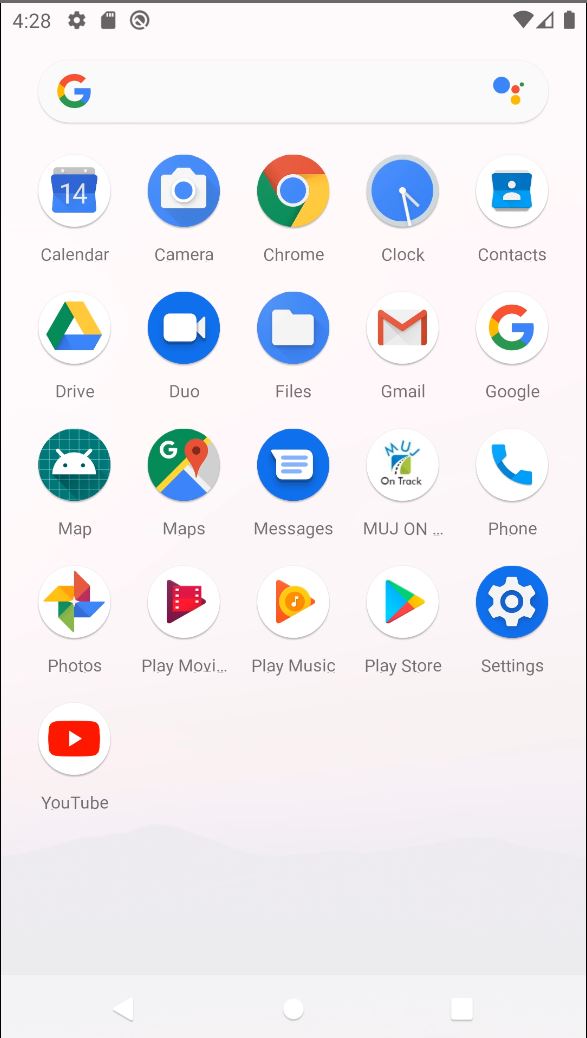 4:28
G
14
Calendar Camera Chrome Clock Contacts
G
Drive Duo Files Gmail Google
G
MUJ
On Track
Map Maps Messages MUJ ON ... Phone
Photos Play Movi... Play Music Play Store Settings
YouTube